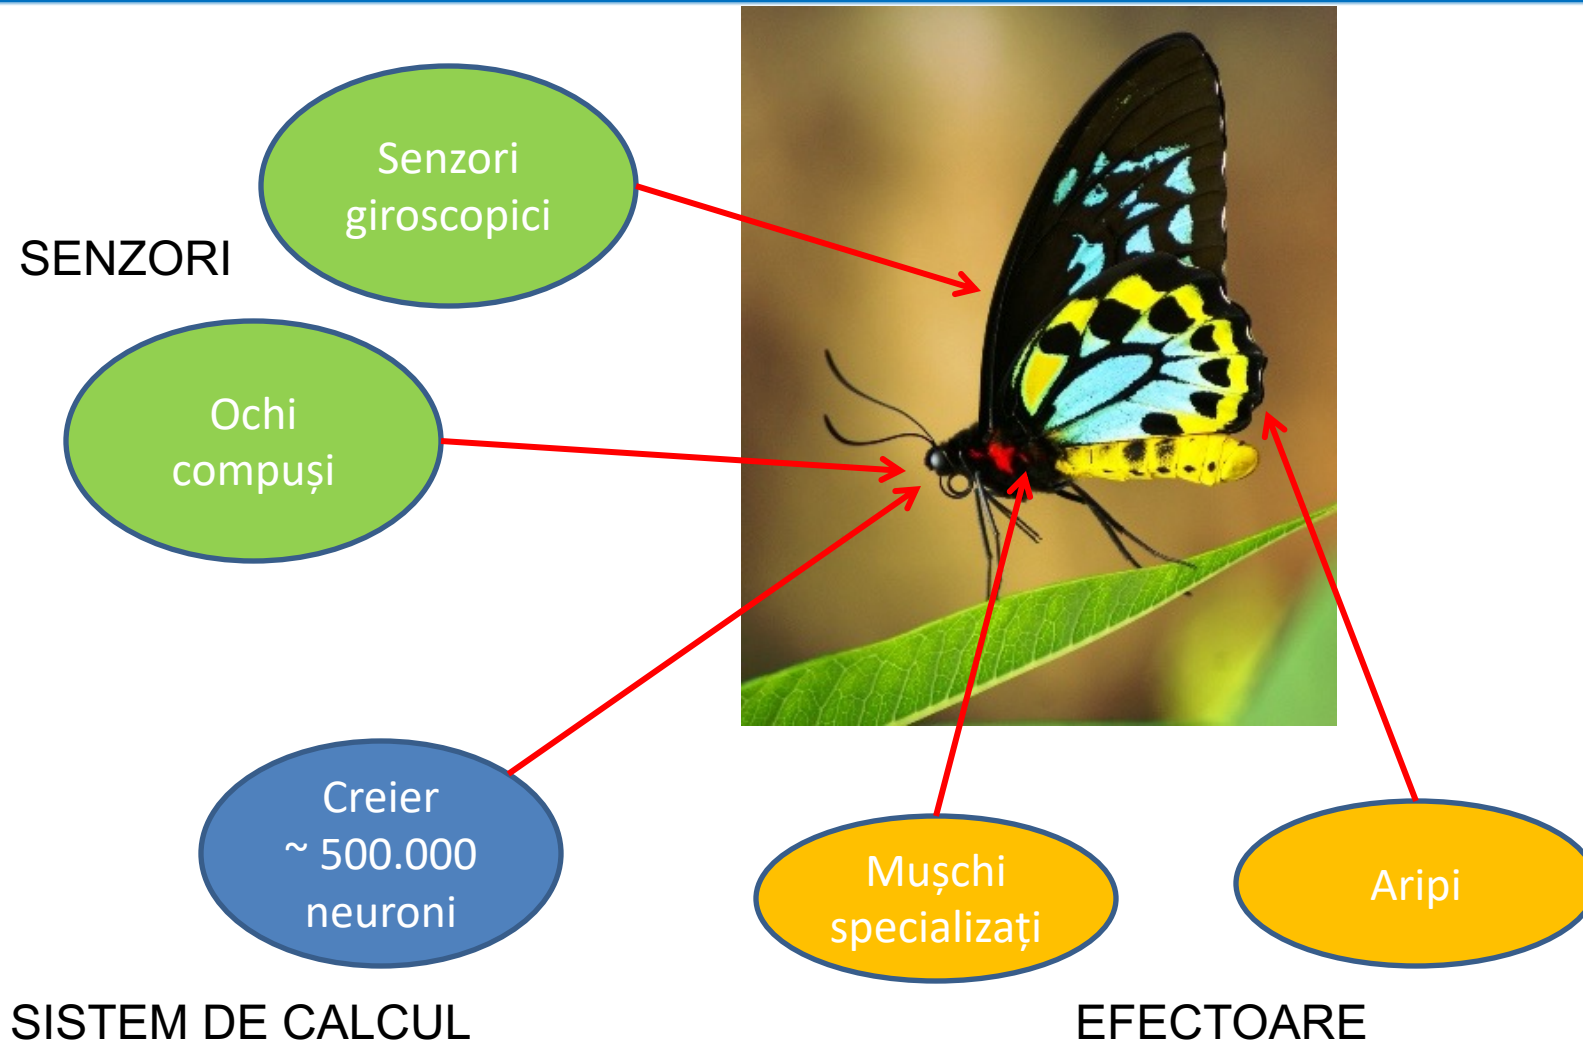 Senzori
giroscopici
SENZORI
Ochi
compuși
Creier
~ 500.000
neuroni
Mușchi
specializați
Aripi
SISTEM DE CALCUL
EFECTOARE